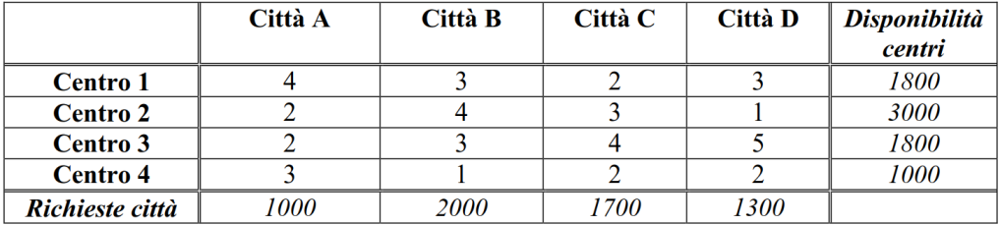 Città A Città B Città C Città D Disponibilità
centri
Centro 1 4 3 2 3 1800
Centro 2 2 4 3 1 3000
Centro 3 2 3 4 5 1800
Centro 4 3 1 2 2 1000
Richieste città 1000 2000 1700 1300